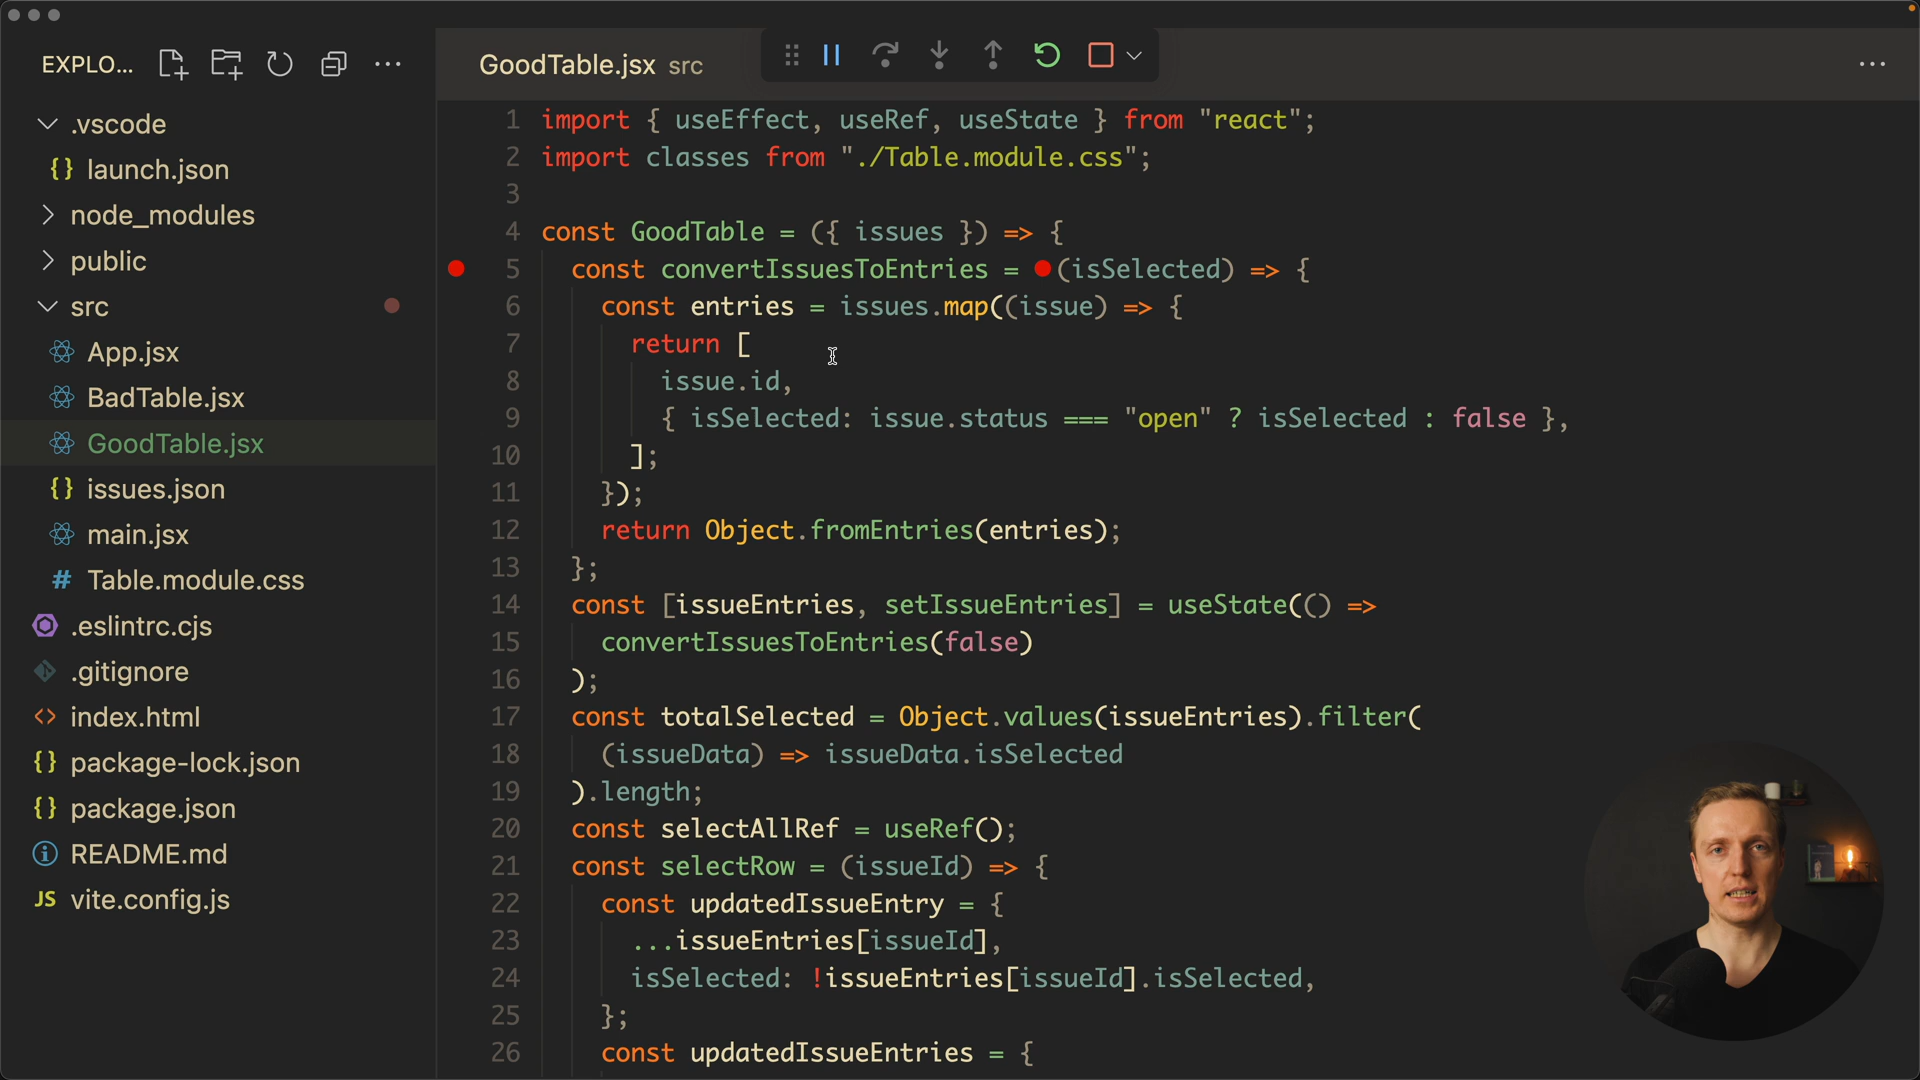 EXPLO...
.vscode
{} launch.json
node_modules
public
src
App.jsx
BadTable.jsx
GoodTable.jsx
{} issues.json
main.jsx
# Table.module.css
.eslintrc.cjs
.gitignore
<> index.html
{} package-lock.json
{} package.json
README.md
JS vite.config.js
GoodTable.jsx src
1 import { useEffect, useRef, useState } from "react";
2 import classes from "./Table.module.css";
3
4 const GoodTable = ({ issues }) => {
5 const convertIssuesToEntries = (isSelected) => {
6 const entries = issues.map((issue) => {
7 return [
8 issue.id,
9 { isSelected: issue.status === "open" ? isSelected : false },
10 ];
11 });
12 return Object.fromEntries(entries);
13 };
14 const [issueEntries, setIssueEntries] = useState(() =>
15 convertIssuesToEntries(false)
16 );
17 const totalSelected = Object.values(issueEntries).filter(
18 (issueData) => issueData.isSelected
19 ).length;
20 const selectAllRef = useRef();
21 const selectRow = (issueId) => {
22 const updatedIssueEntry = {
23 ...issueEntries[issueId],
24 isSelected: !issueEntries[issueId].isSelected,
25 };
26 const updatedIssueEntries = {